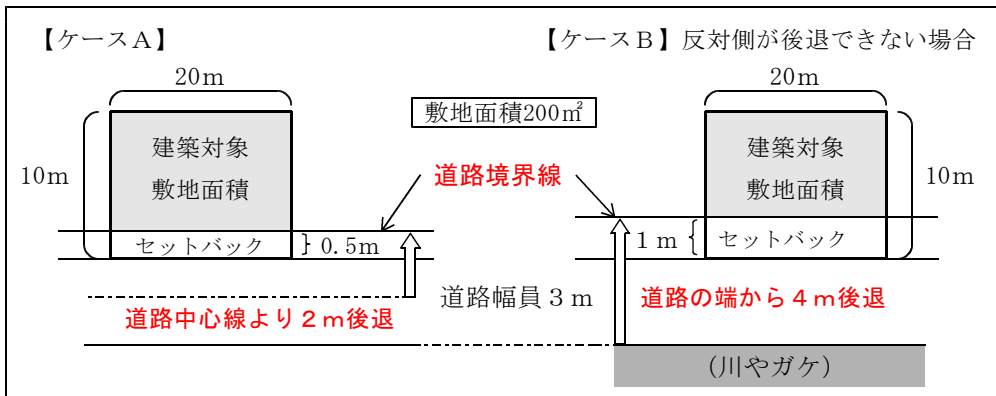 【ケースA】
【ケースB】反対側が後退できない場合
20m
20m
敷地面積200㎡
建築対象
敷地面積
10m
道路境界線
建築対象
敷地面積
10m
セットバック
0.5m
1m
セットバック
道路幅員3m
道路中心線より2m後退
道路の端から4m後退
(川やガケ)